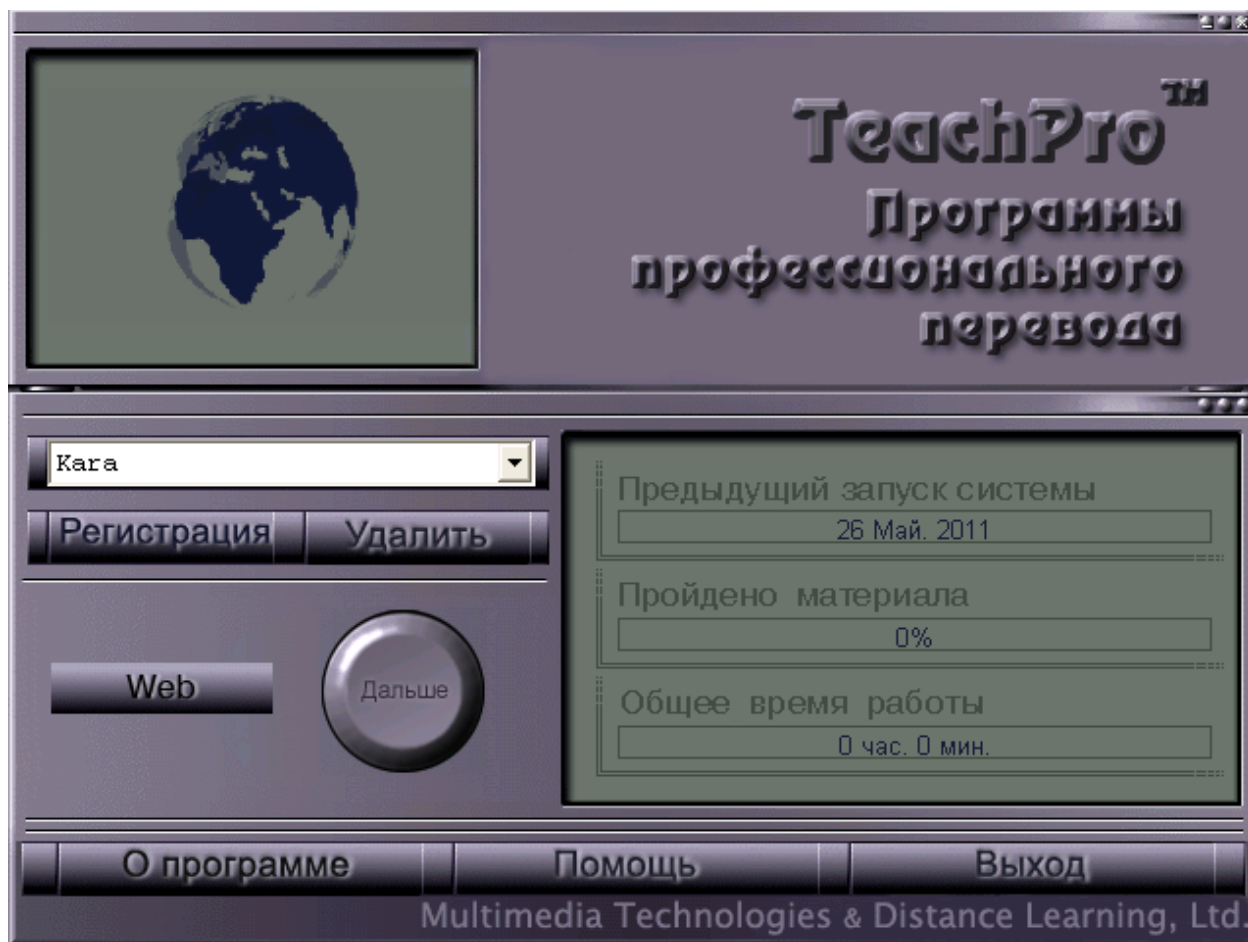 TeachPro™
Программы
профессионального
перевода
Kara
Регистрация Удалить
Web
Дальше
Предыдущий запуск системы
26 Май. 2011
Пройдено материала
0%
Общее время работы
0 час. 0 мин.
О программе Помощь Выход
Multimedia Technologies & Distance Learning, Ltd.